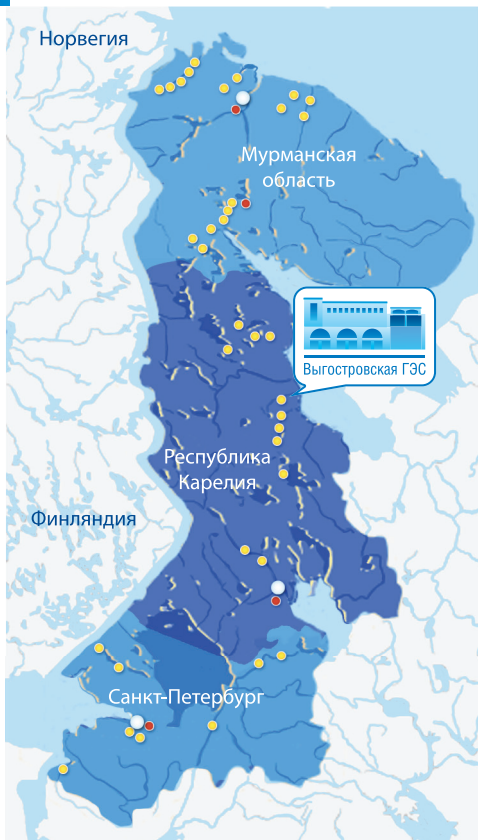 Норвегия
Мурманская
область
Выгостровская ГЭС
Республика
Карелия
Финляндия
Санкт-Петербург